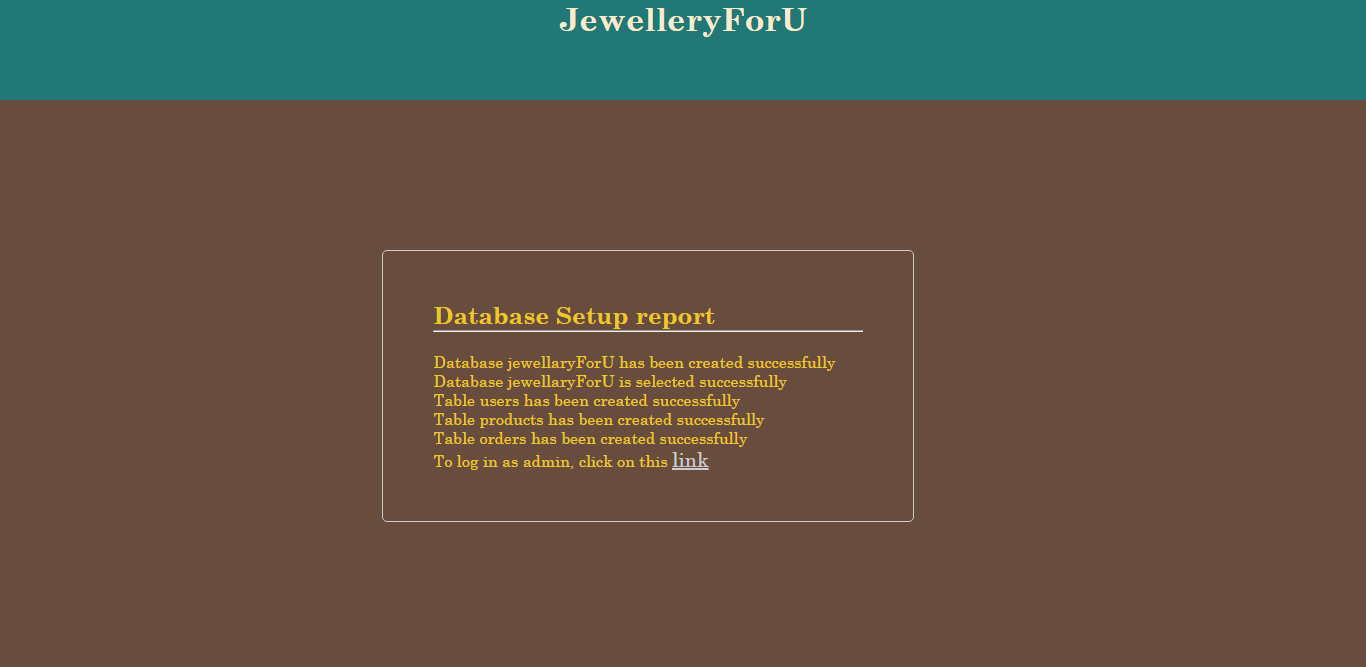 JewelleryForU
Database Setup report
Database jewellaryForU has been created successfully
Database jewellaryForU is selected successfully
Table users has been created successfully
Table products has been created successfully
Table orders has been created successfully
To log in as admin, click on this link